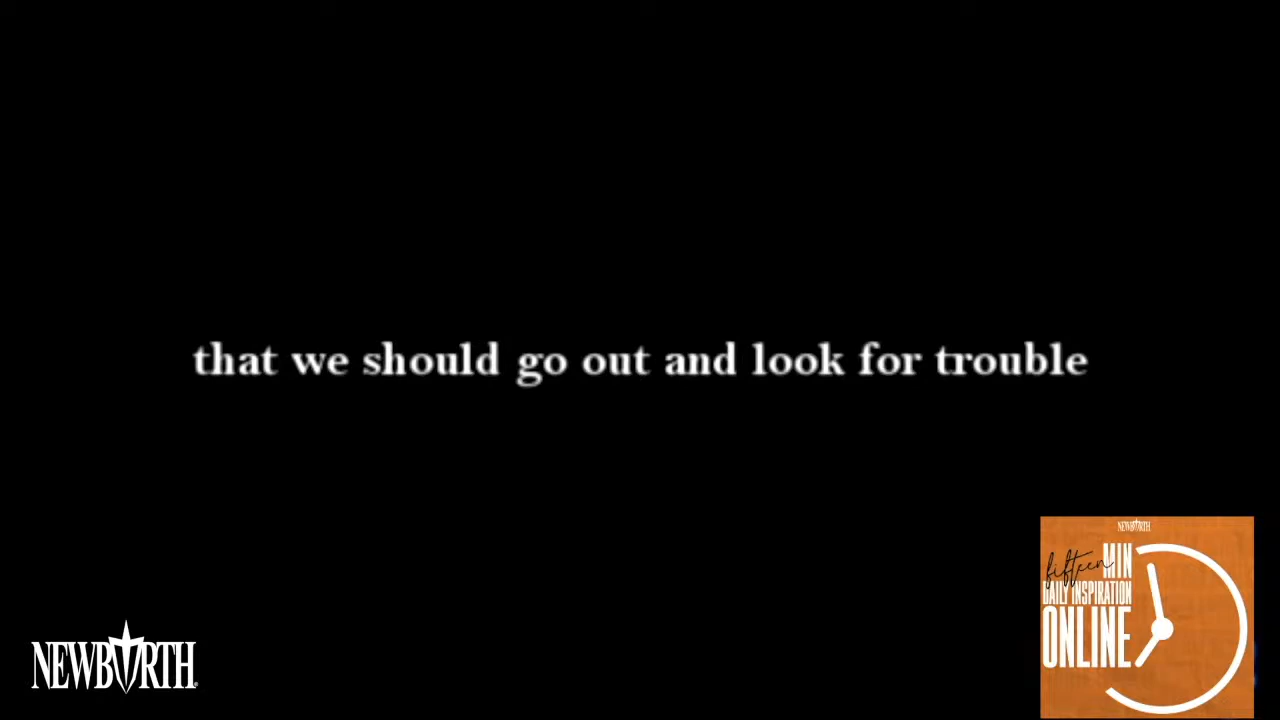 that we should go out and look for trouble
NEWBIRTH
fifteen MIN
DAILY INSPIRATION
ONLINE
NEWBIRTH